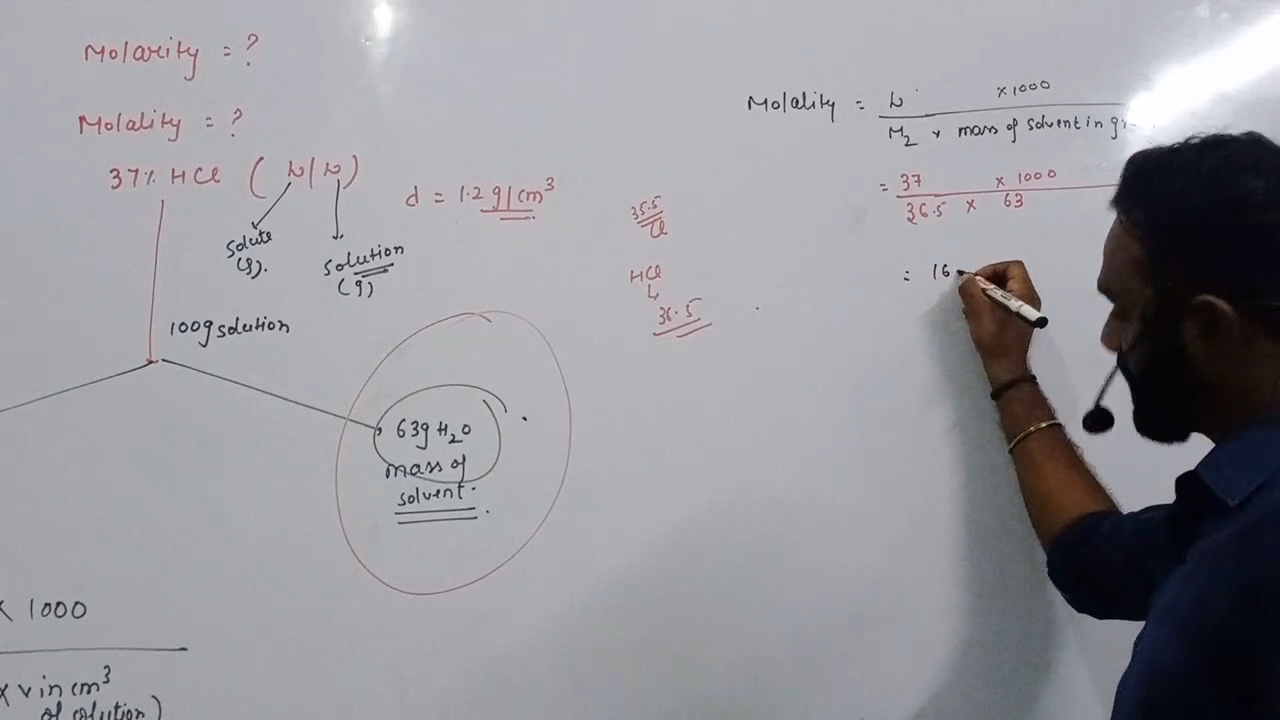 Molarity = ?
Molality = ?
37% HCl ( W/W )
d = 1.2 g/cm³
solute
(g).
solution
(g)
100g solution
63g H₂O
mass of
solvent.
x 1000
x v in cm³
of solution)
35.5
Cl
HCl
36.5
Molality = W x 1000
M₂ x mass of solvent in
= 37 x 1000
36.5 x 63
= 16